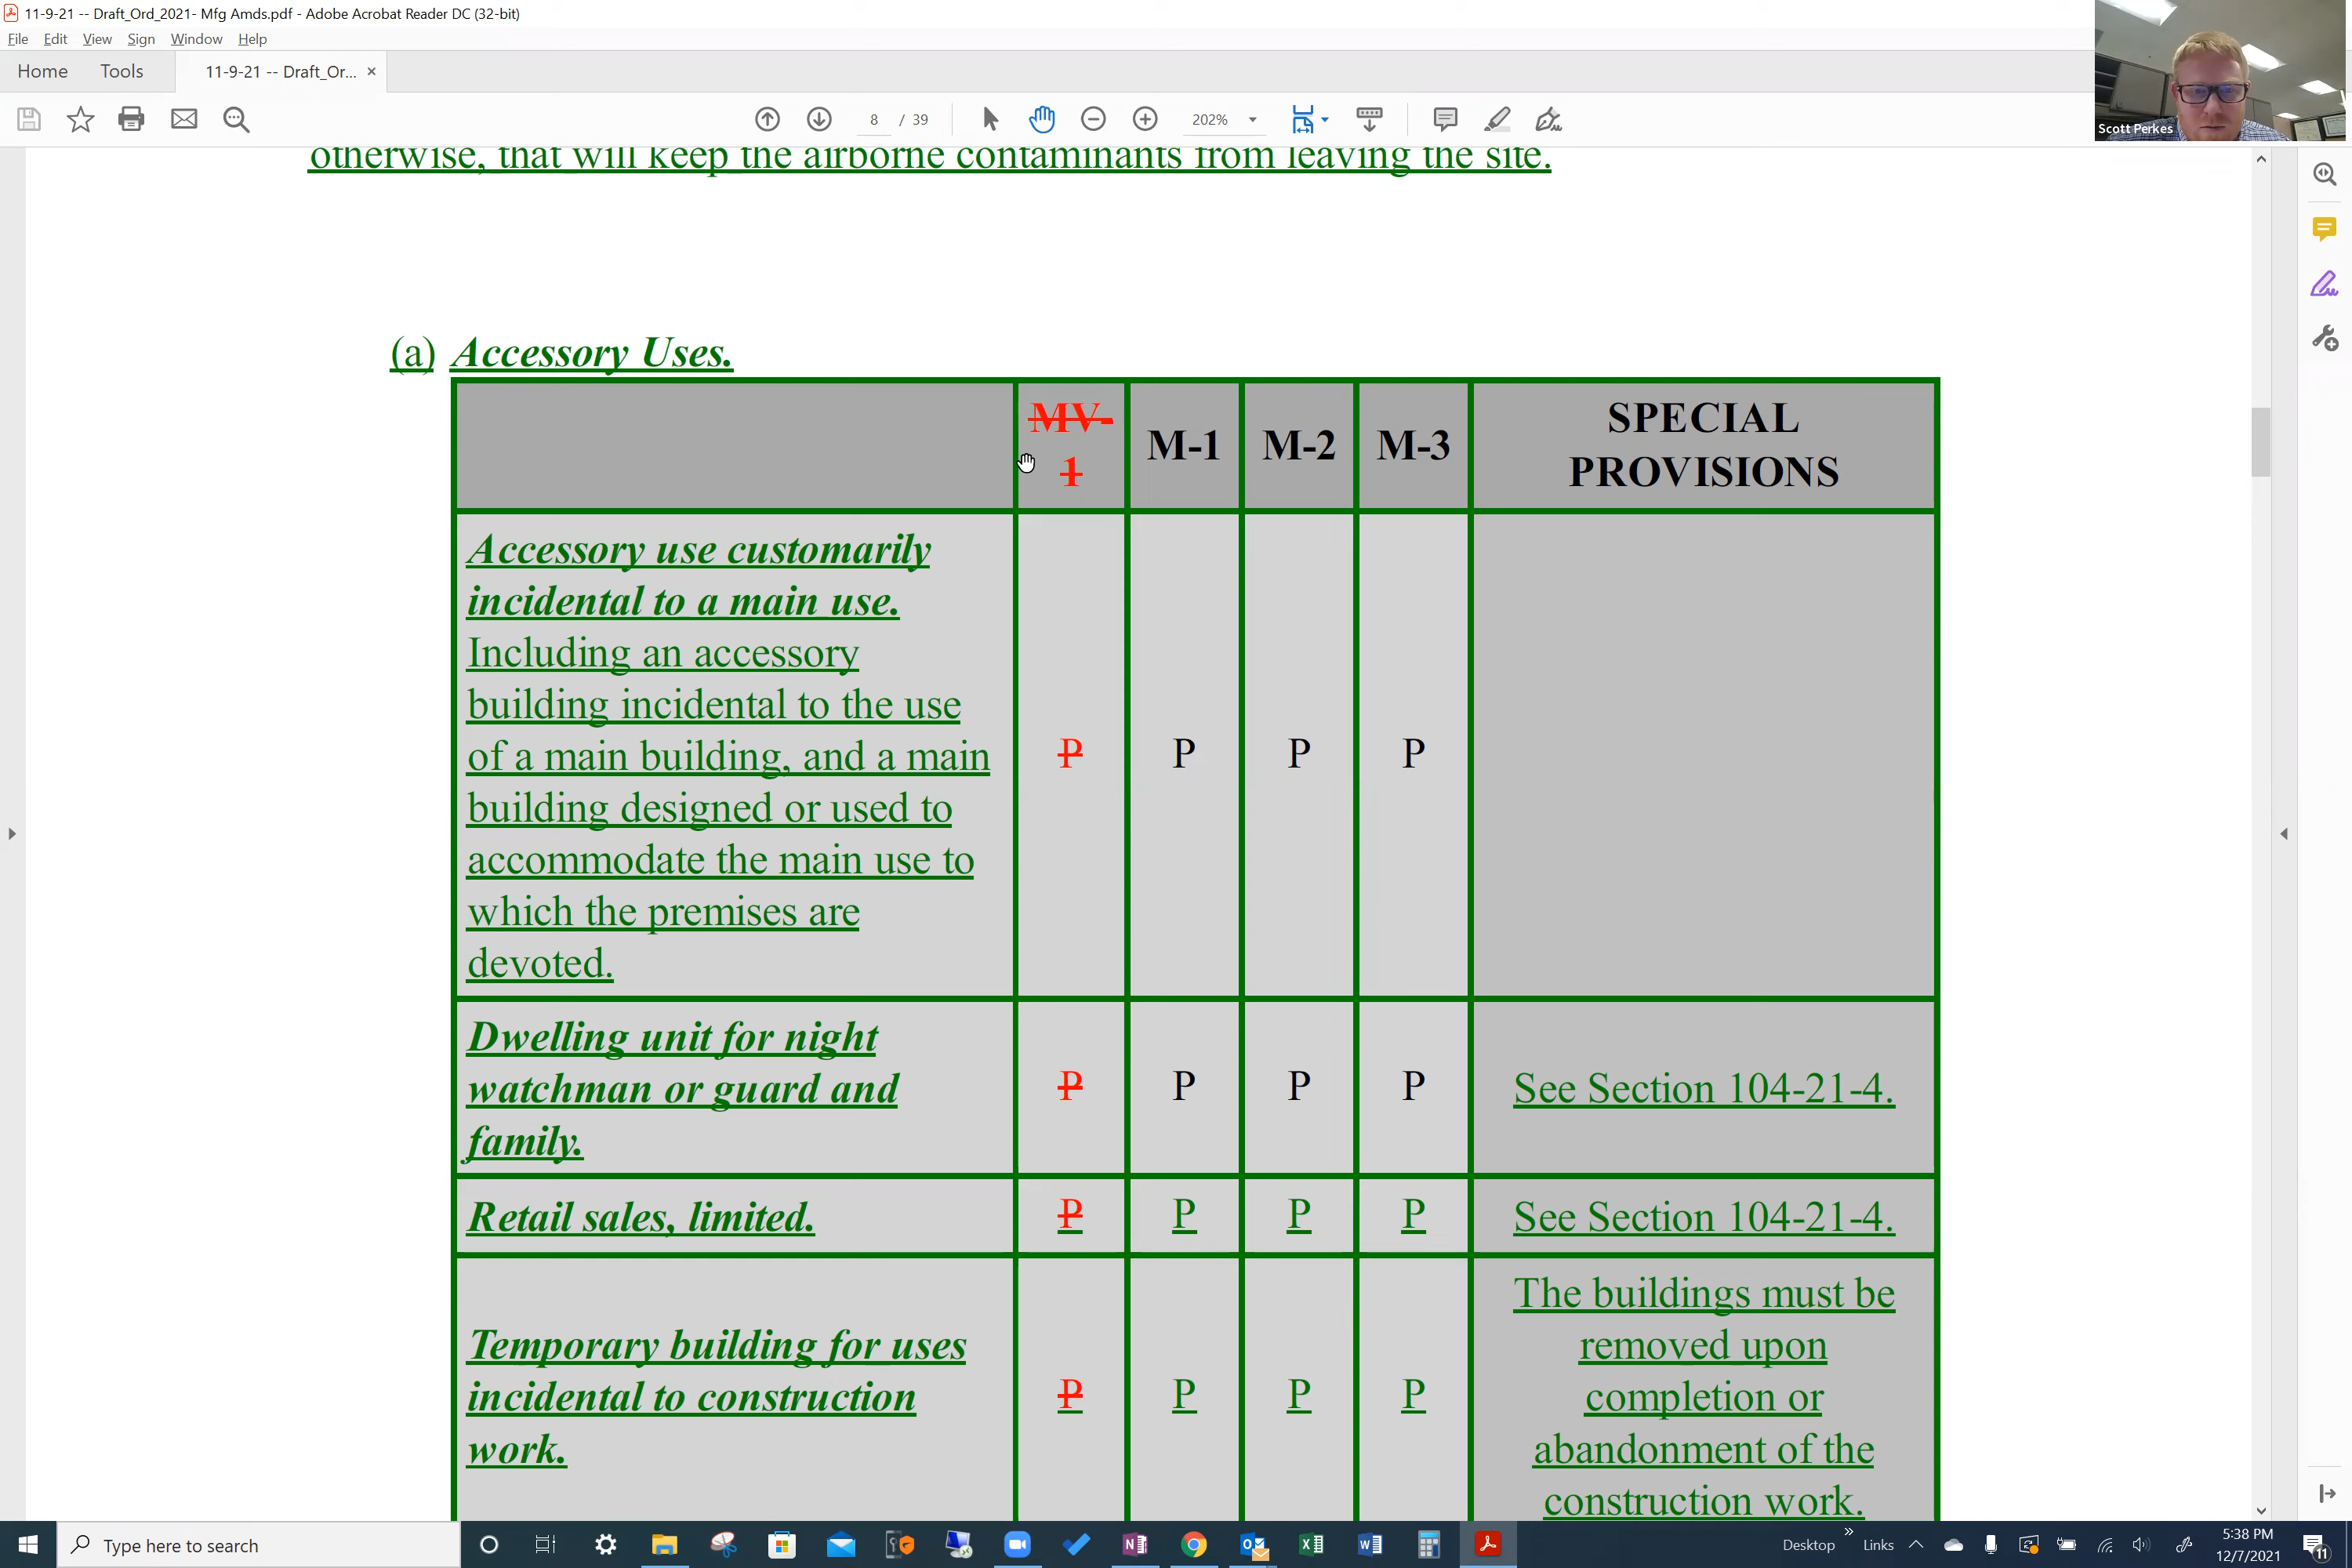 11-9-21 -- Draft_Ord_2021- Mfg Amds.pdf - Adobe Acrobat Reader DC (32-bit)
File Edit View Sign Window Help
Home Tools 11-9-21 -- Draft_Or... ×
8 / 39 202%
Scott Perkes
otherwise, that will keep the airborne contaminants from leaving the site.
(a) Accessory Uses.
MV-
1
M-1 M-2 M-3
SPECIAL
PROVISIONS
Accessory use customarily
incidental to a main use.
Including an accessory
building incidental to the use
of a main building, and a main
building designed or used to
accommodate the main use to
which the premises are
devoted.
P P P P
Dwelling unit for night
watchman or guard and
family.
P P P P
See Section 104-21-4.
Retail sales, limited.
P P P P
See Section 104-21-4.
Temporary building for uses
incidental to construction
work.
P P P P
The buildings must be
removed upon
completion or
abandonment of the
construction work.
Type here to search
Desktop » Links
5:38 PM
12/7/2021
11